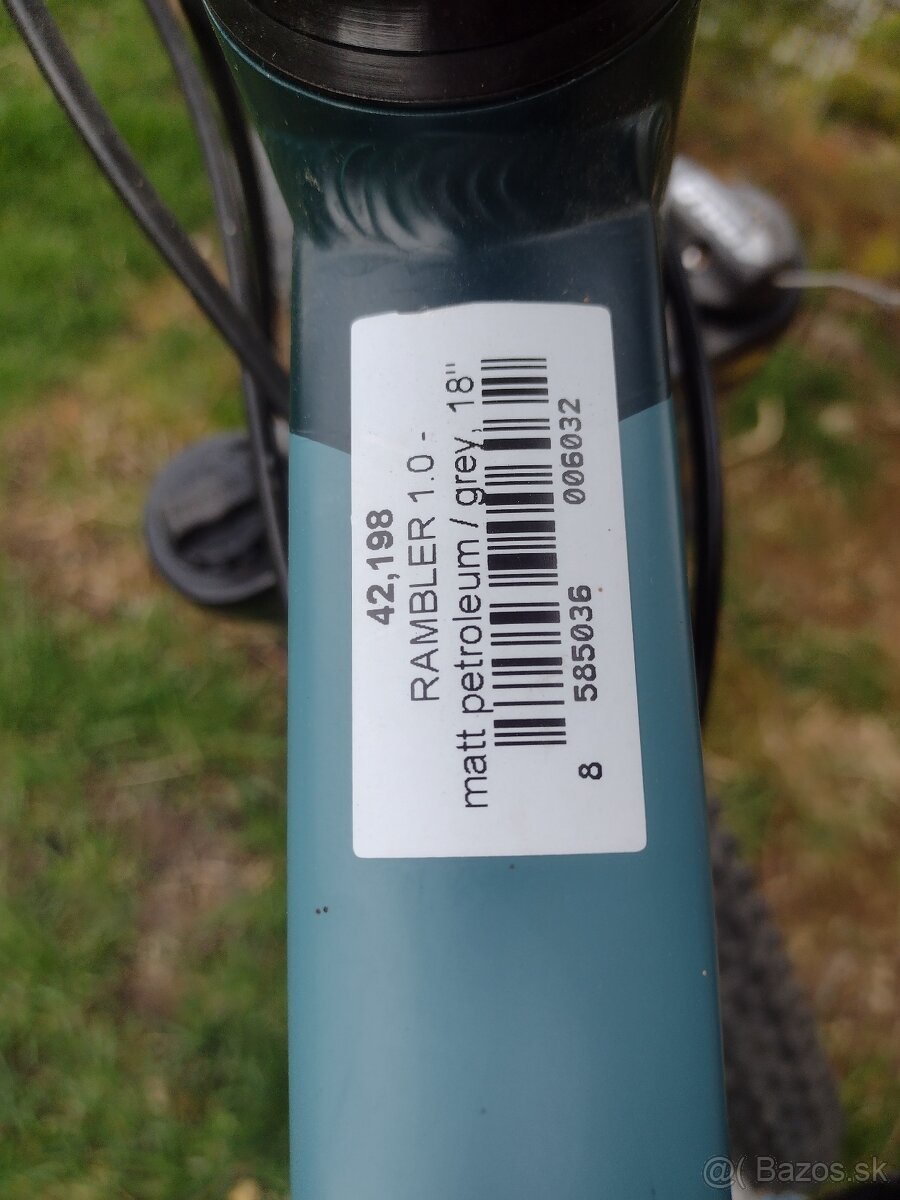 42,198
RAMBLER 1.0 -
matt petroleum / grey, 18"
8 585036 006032
@( Bazos.sk